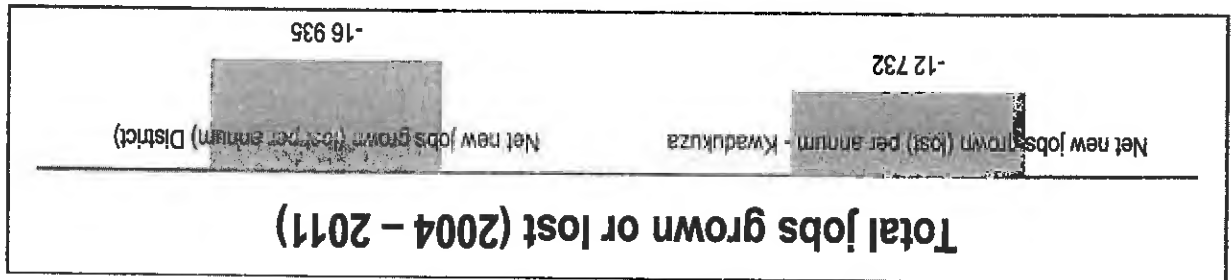 Total jobs grown or lost (2004 – 2011)
Net new jobs grown (lost) per annum - Kwadukuza
Net new jobs grown (lost per annum) District)
-12 732
-16 935